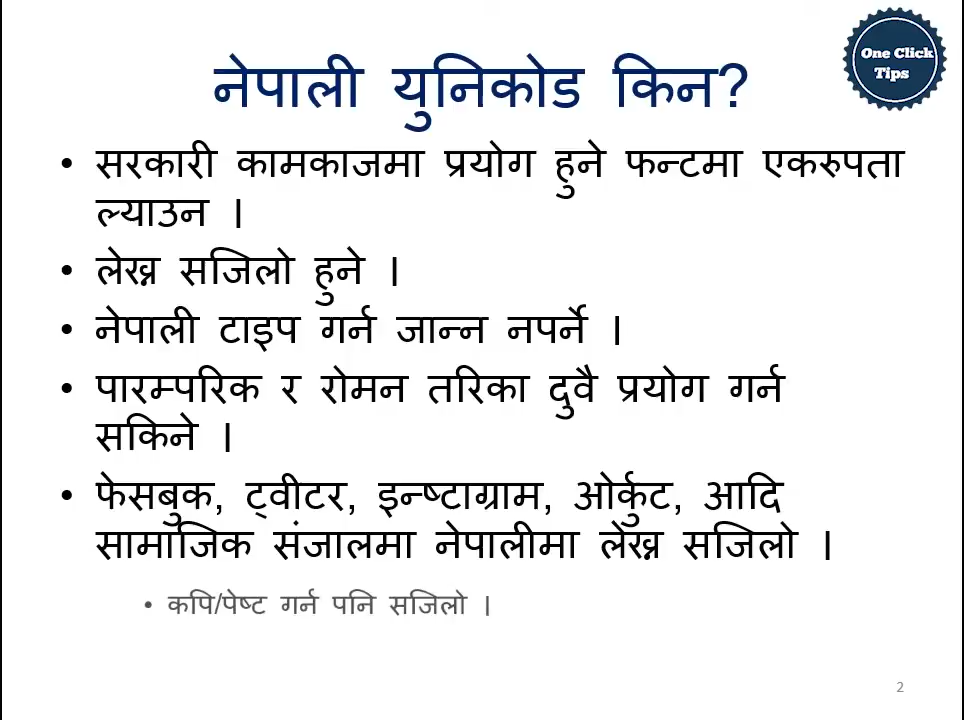 One Click
Tips
नेपाली युनिकोड किन?
• सरकारी कामकाजमा प्रयोग हुने फन्टमा एकरुपता
ल्याउन ।
• लेख्न सजिलो हुने ।
• नेपाली टाइप गर्न जान्न नपर्ने ।
• पारम्परिक र रोमन तरिका दुवै प्रयोग गर्न
सकिने ।
• फेसबुक, ट्वीटर, इन्ष्टाग्राम, ओर्कुट, आदि
सामाजिक संजालमा नेपालीमा लेख्न सजिलो ।
• कपि/पेष्ट गर्न पनि सजिलो ।
2